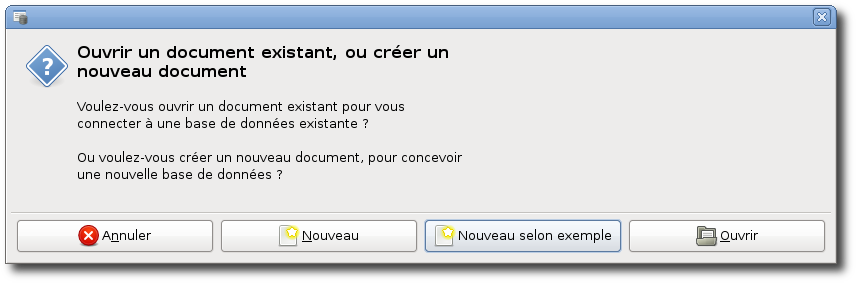 Ouvrir un document existant, ou créer un
nouveau document
Voulez-vous ouvrir un document existant pour vous
connecter à une base de données existante ?
Ou voulez-vous créer un nouveau document, pour concevoir
une nouvelle base de données ?
Annuler
Nouveau
Nouveau selon exemple
Ouvrir